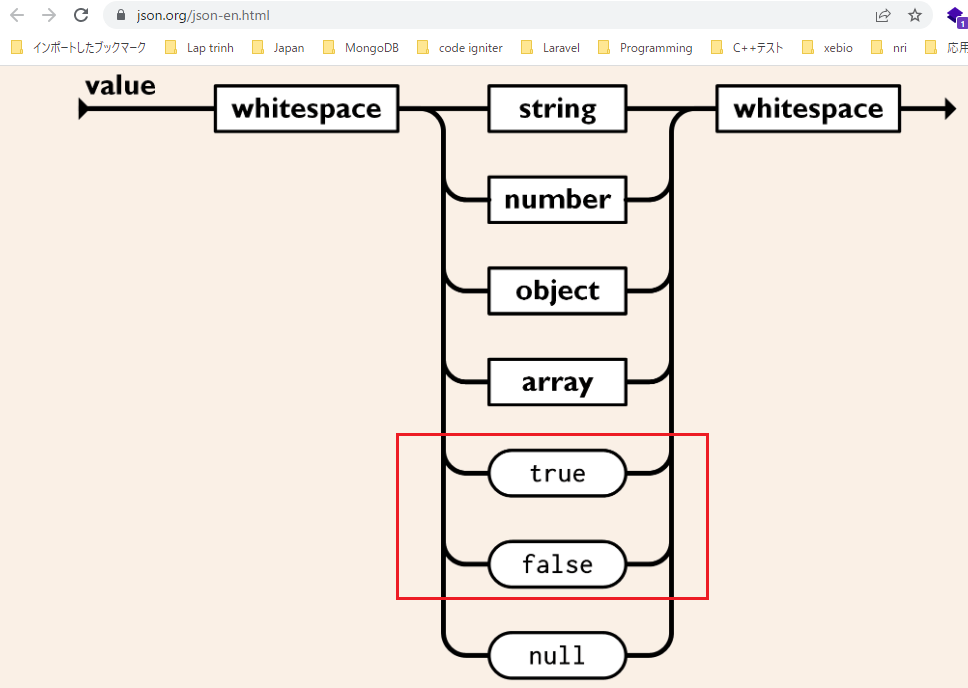 json.org/json-en.html
1
インポートしたブックマーク Lap trinh Japan MongoDB code igniter Laravel Programming C++テスト xebio nri 応用
value
whitespace string whitespace
number
object
array
true
false
null